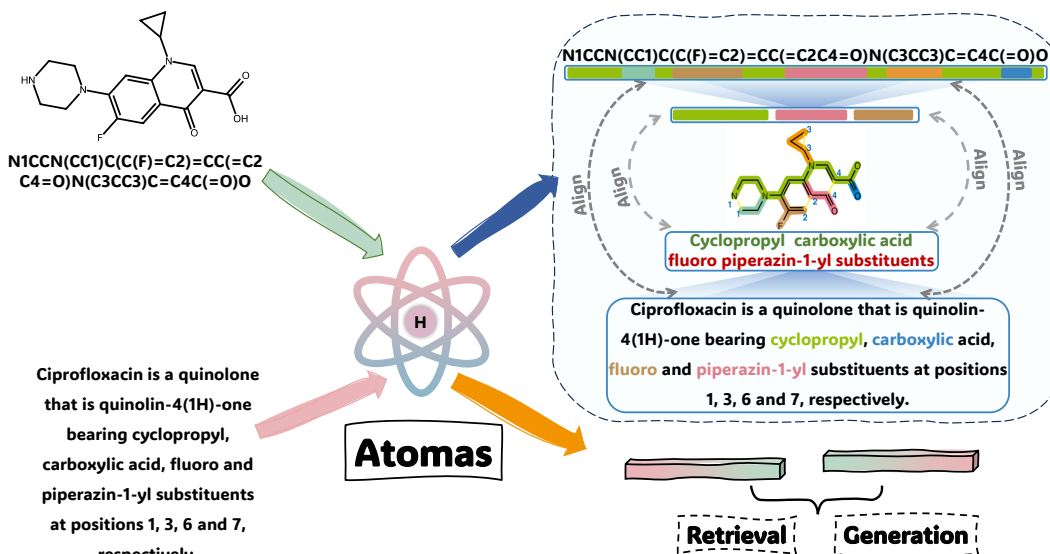 N
HN
N
O
OH
F
O
N1CCN(CC1)C(C(F)=C2)=CC(=C2
C4=O)N(C3CC3)C=C4C(=O)O
Ciprofloxacin is a quinolone
that is quinolin-4(1H)-one
bearing cyclopropyl,
carboxylic acid, fluoro and
piperazin-1-yl substituents
at positions 1, 3, 6 and 7,
respectively.
H
Atomas
N1CCN(CC1)C(C(F)=C2)=CC(=C2C4=O)N(C3CC3)C=C4C(=O)O
Align
Align
Align
Align
3
3
N
4
O
O
N
N
1
1
2
4
O
F
2
Cyclopropyl carboxylic acid
fluoro piperazin-1-yl substituents
Ciprofloxacin is a quinolone that is quinolin-
4(1H)-one bearing cyclopropyl, carboxylic acid,
fluoro and piperazin-1-yl substituents at positions
1, 3, 6 and 7, respectively.
Retrieval
Generation